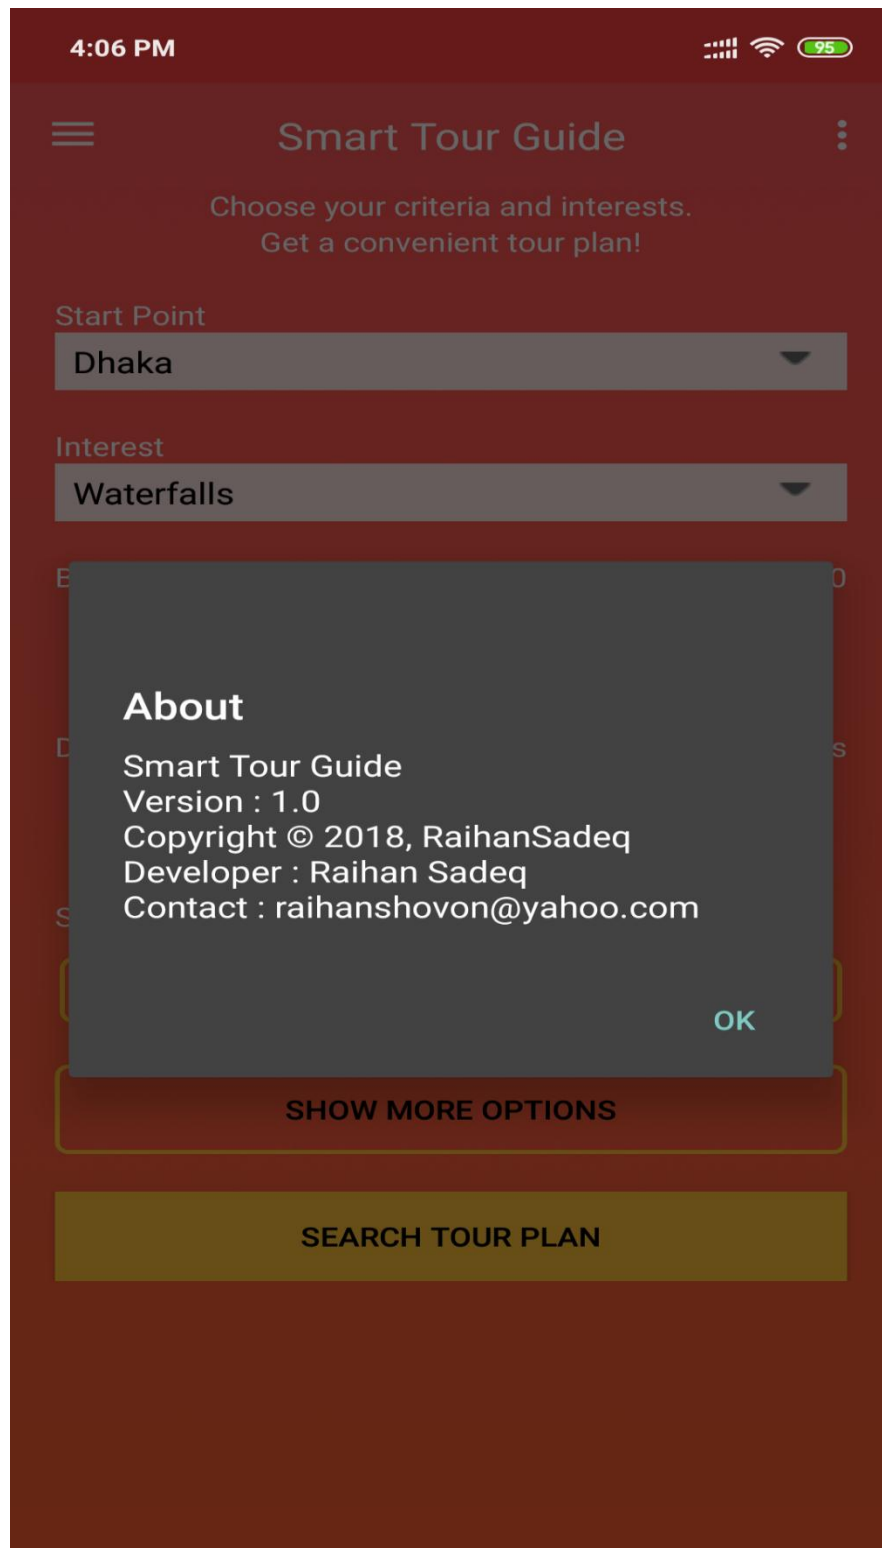 4:06 PM
95
Smart Tour Guide
Choose your criteria and interests.
Get a convenient tour plan!
Start Point
Dhaka
Interest
Waterfalls
About
Smart Tour Guide
Version : 1.0
Copyright © 2018, RaihanSadeq
Developer : Raihan Sadeq
Contact : raihanshovon@yahoo.com
OK
SHOW MORE OPTIONS
SEARCH TOUR PLAN